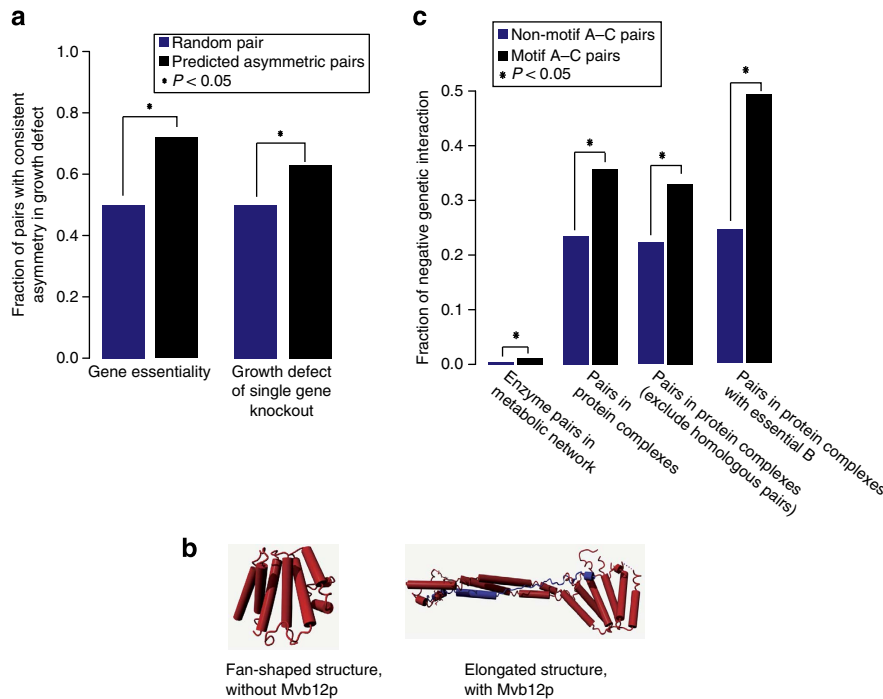 a
Random pair
Predicted asymmetric pairs
* P < 0.05
Fraction of pairs with consistent
asymmetry in growth defect
1.0
0.8
0.6
0.4
0.2
0.0
*
*
Gene essentiality
Growth defect
of single gene
knockout
c
Non-motif A–C pairs
Motif A–C pairs
* P < 0.05
Fraction of negative genetic interaction
0.5
0.4
0.3
0.2
0.1
0.0
*
*
*
*
Enzyme pairs in
metabolic network
Pairs in
protein complexes
Pairs in protein complexes
(exclude homologous pairs)
Pairs in protein complexes
with essential B
b
Fan-shaped structure,
without Mvb12p
Elongated structure,
with Mvb12p